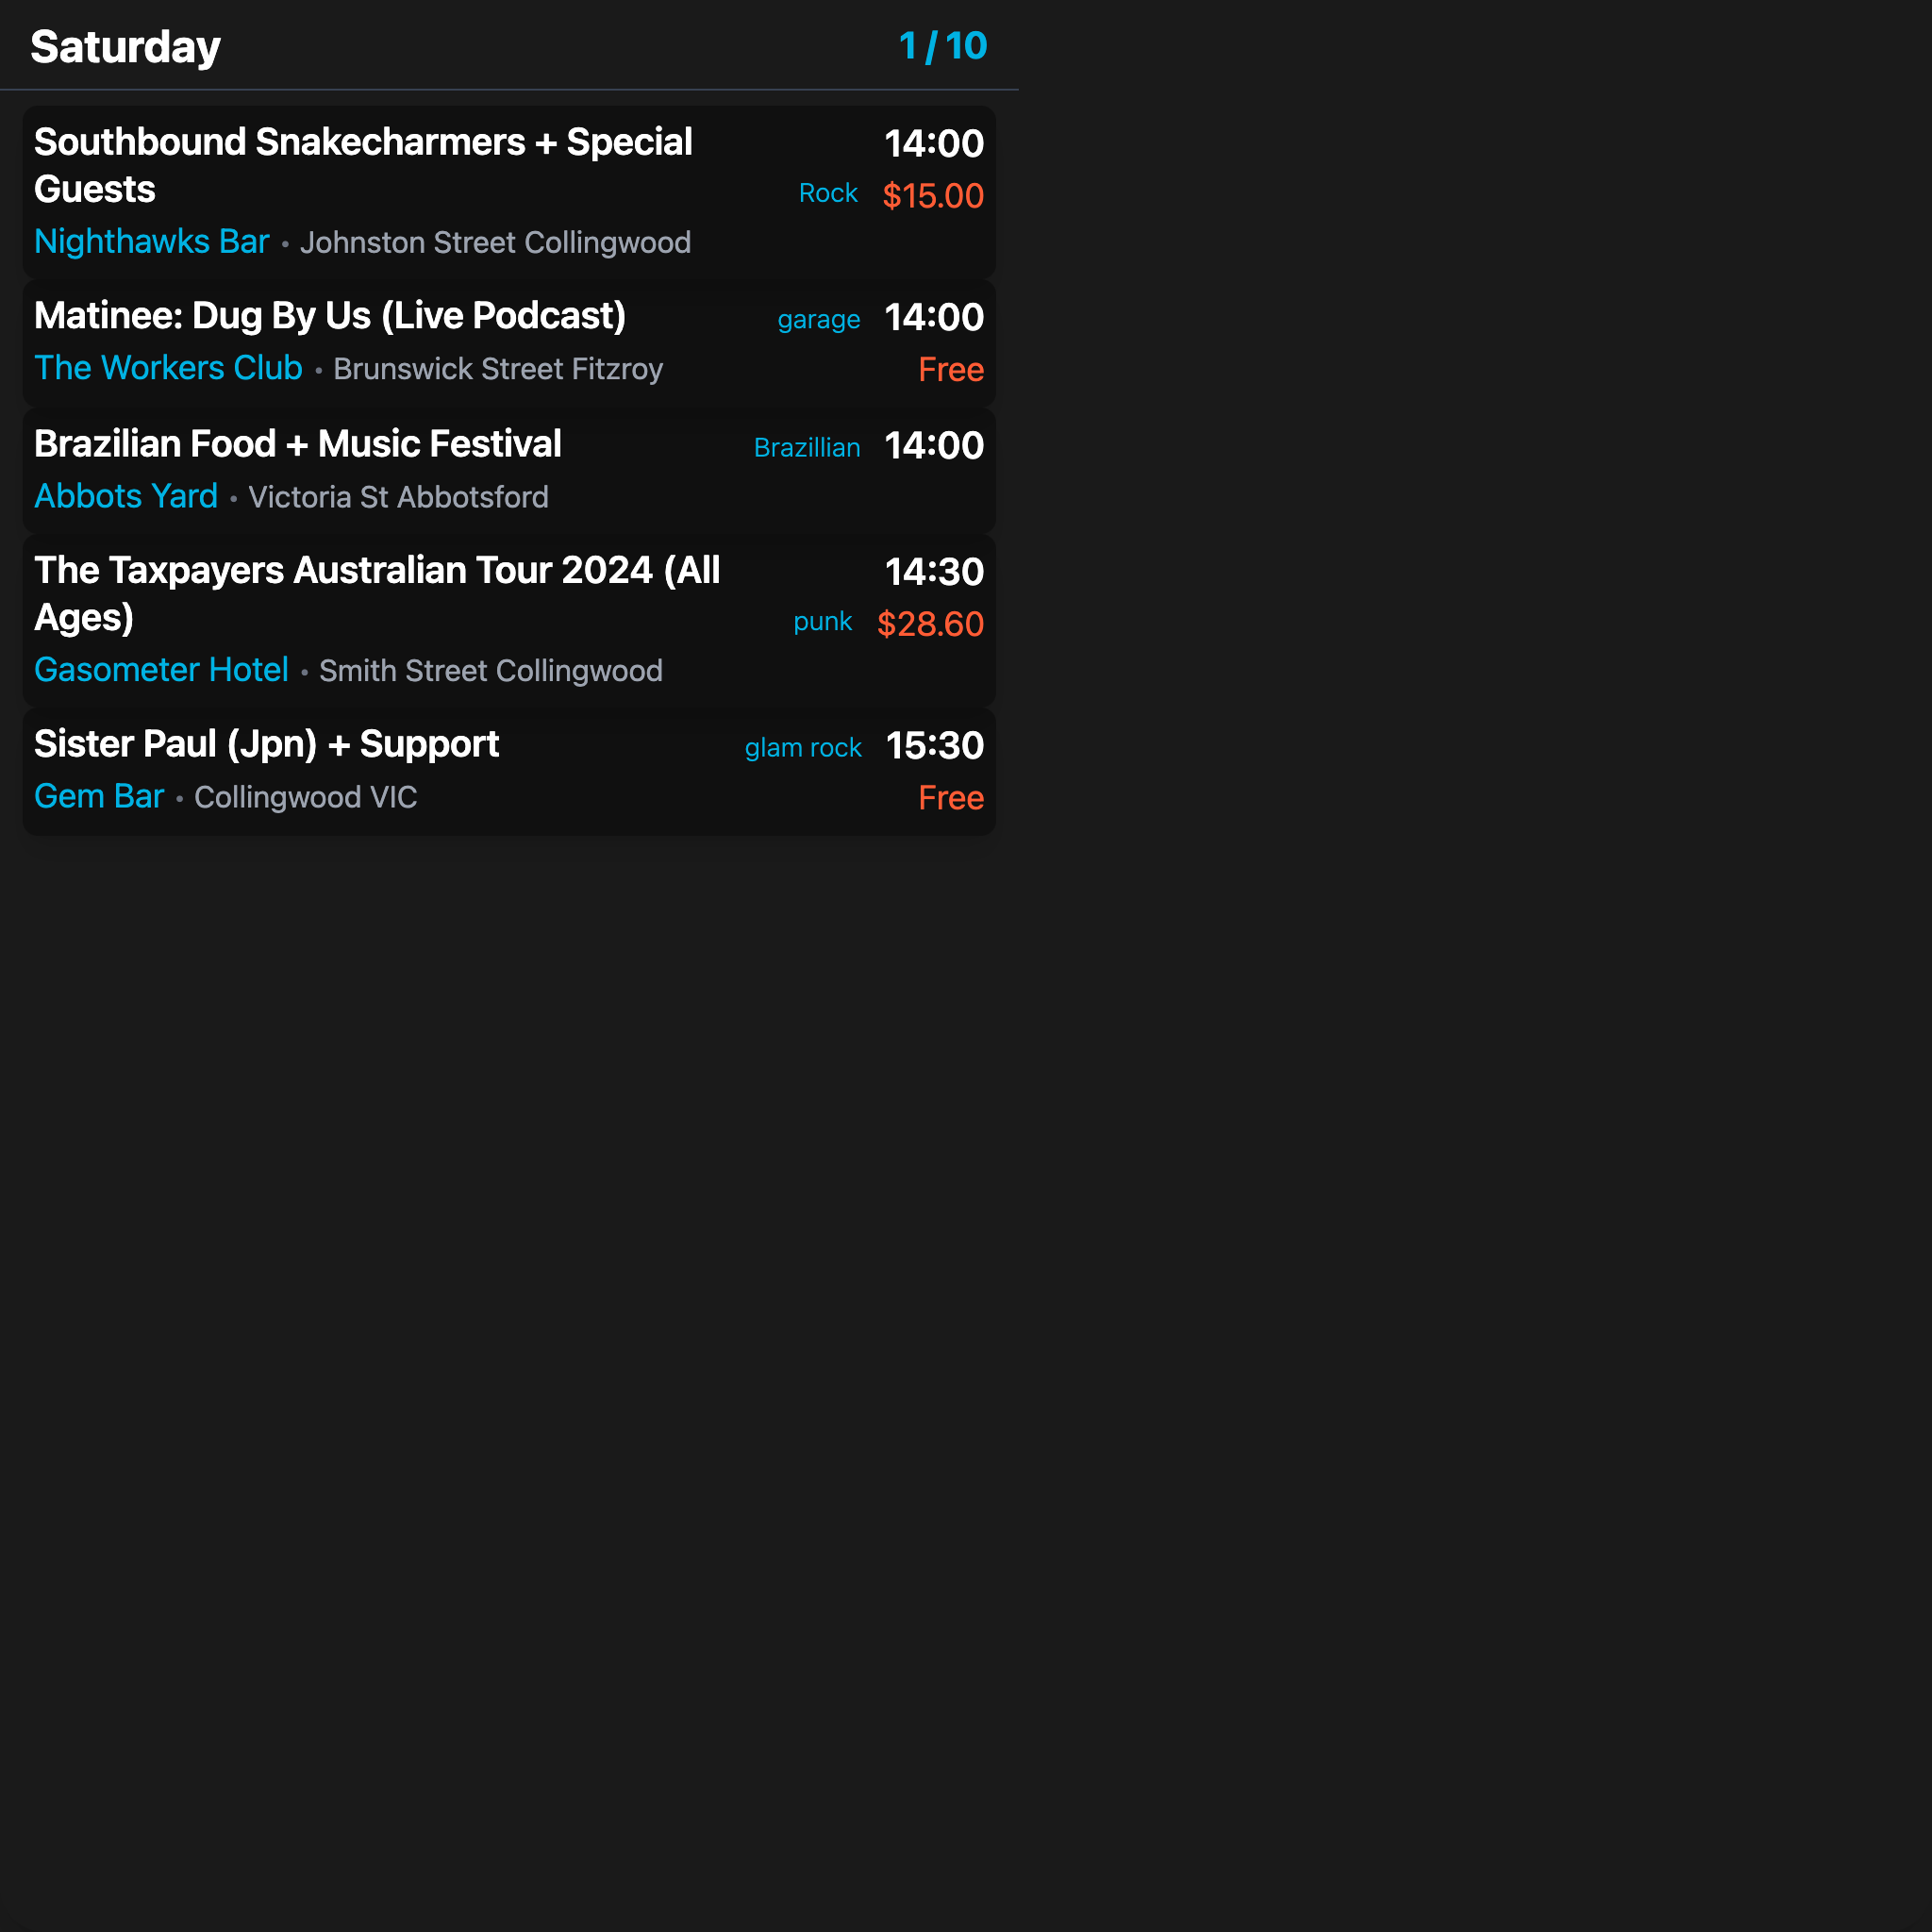 Saturday
1 / 10
Southbound Snakecharmers + Special
Guests
14:00
Rock
$15.00
Nighthawks Bar • Johnston Street Collingwood
Matinee: Dug By Us (Live Podcast)
garage
14:00
The Workers Club • Brunswick Street Fitzroy
Free
Brazilian Food + Music Festival
Brazillian
14:00
Abbots Yard • Victoria St Abbotsford
The Taxpayers Australian Tour 2024 (All
Ages)
14:30
punk
$28.60
Gasometer Hotel • Smith Street Collingwood
Sister Paul (Jpn) + Support
glam rock
15:30
Gem Bar • Collingwood VIC
Free